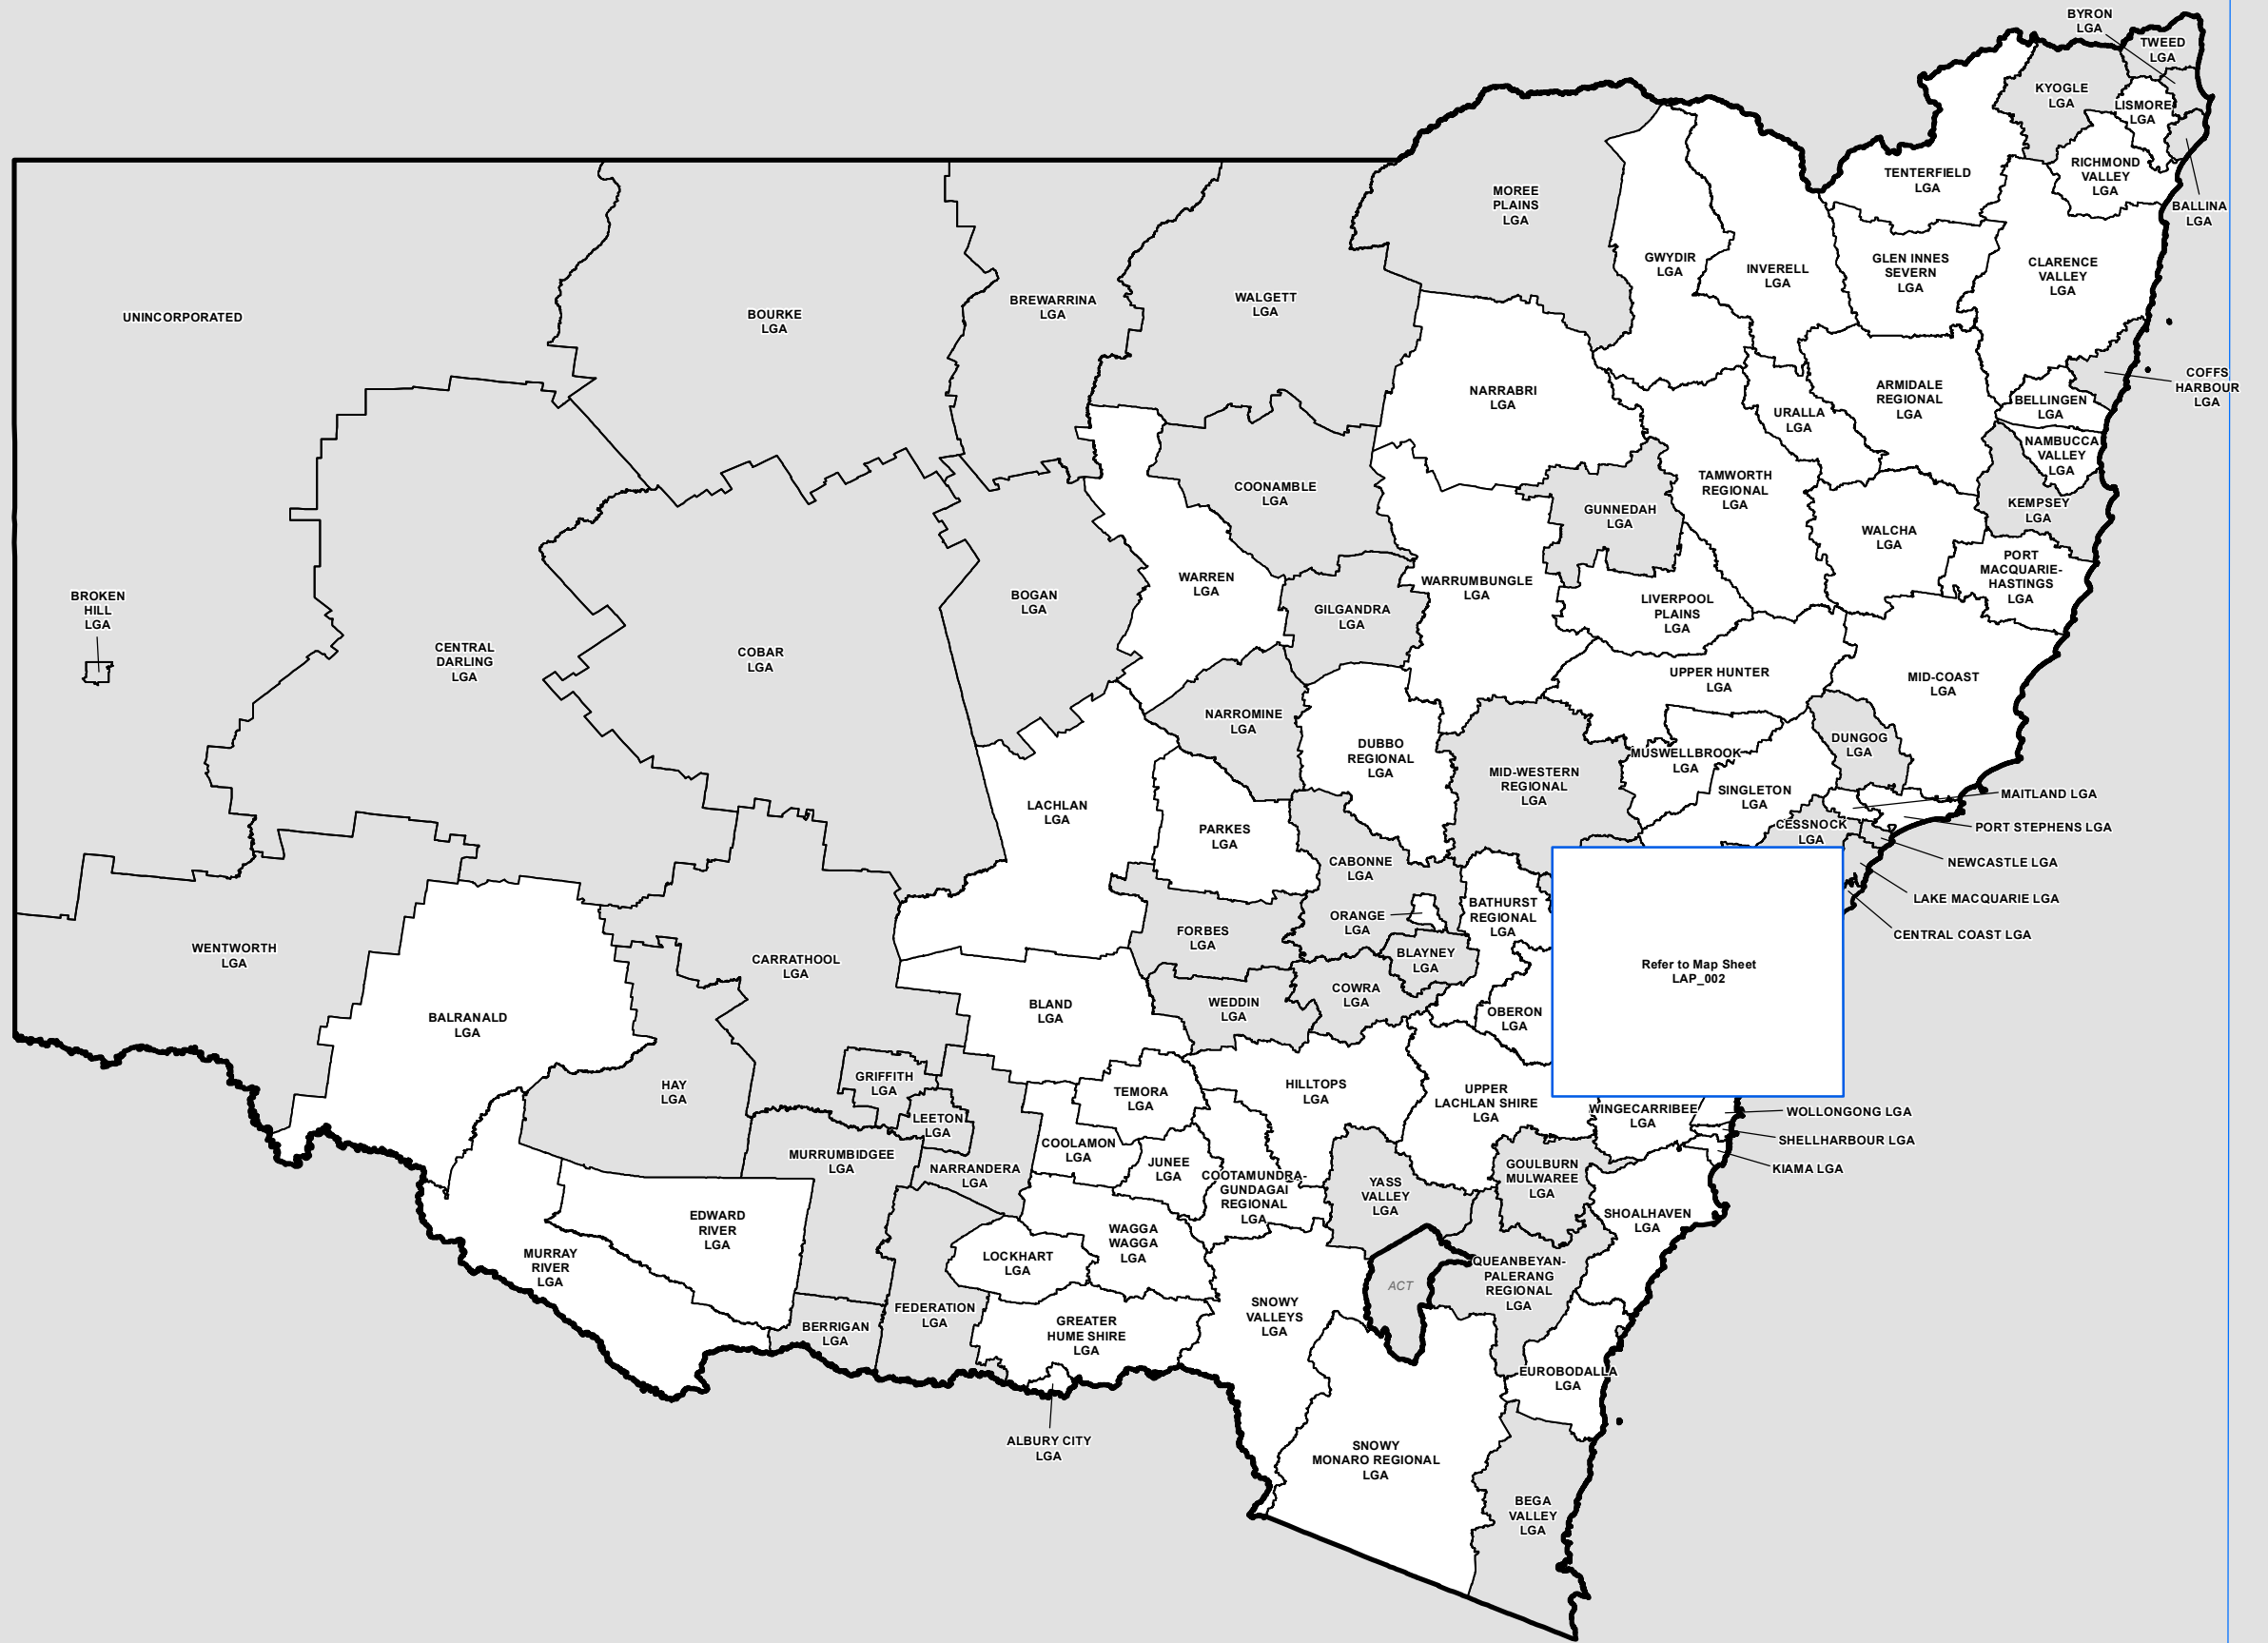 BYRON
LGA
TWEED
LGA
KYOGLE
LGA
LISMORE
LGA
RICHMOND
VALLEY
LGA
BALLINA
LGA
TENTERFIELD
LGA
MOREE
PLAINS
LGA
GWYDIR
LGA
INVERELL
LGA
GLEN INNES
SEVERN
LGA
CLARENCE
VALLEY
LGA
UNINCORPORATED
BOURKE
LGA
BREWARRINA
LGA
WALGETT
LGA
NARRABRI
LGA
URALLA
LGA
ARMIDALE
REGIONAL
LGA
BELLINGEN
LGA
COFFS
HARBOUR
LGA
NAMBUCCA
VALLEY
LGA
KEMPSEY
LGA
COONAMBLE
LGA
GUNNEDAH
LGA
TAMWORTH
REGIONAL
LGA
WALCHA
LGA
PORT
MACQUARIE-
HASTINGS
LGA
BROKEN
HILL
LGA
CENTRAL
DARLING
LGA
COBAR
LGA
BOGAN
LGA
WARREN
LGA
GILGANDRA
LGA
WARRUMBUNGLE
LGA
LIVERPOOL
PLAINS
LGA
UPPER HUNTER
LGA
MID-COAST
LGA
NARROMINE
LGA
DUBBO
REGIONAL
LGA
MID-WESTERN
REGIONAL
LGA
MUSWELLBROOK
LGA
DUNGOG
LGA
SINGLETON
LGA
MAITLAND LGA
CESSNOCK
LGA
PORT STEPHENS LGA
NEWCASTLE LGA
LAKE MACQUARIE LGA
CENTRAL COAST LGA
LACHLAN
LGA
PARKES
LGA
CABONNE
LGA
ORANGE
LGA
BATHURST
REGIONAL
LGA
FORBES
LGA
BLAYNEY
LGA
WENTWORTH
LGA
CARRATHOOL
LGA
Refer to Map Sheet
LAP_002
BALRANALD
LGA
BLAND
LGA
WEDDIN
LGA
COWRA
LGA
OBERON
LGA
HAY
LGA
GRIFFITH
LGA
LEETON
LGA
TEMORA
LGA
HILLTOPS
LGA
UPPER
LACHLAN SHIRE
LGA
WINGECARRIBEE
LGA
WOLLONGONG LGA
SHELLHARBOUR LGA
KIAMA LGA
MURRUMBIDGEE
LGA
NARRANDERA
LGA
COOLAMON
LGA
JUNEE
LGA
COOTAMUNDRA-
GUNDAGAI
REGIONAL
LGA
YASS
VALLEY
LGA
GOULBURN
MULWAREE
LGA
SHOALHAVEN
LGA
EDWARD
RIVER
LGA
MURRAY
RIVER
LGA
LOCKHART
LGA
WAGGA
WAGGA
LGA
ACT
QUEANBEYAN-
PALERANG
REGIONAL
LGA
BERRIGAN
LGA
FEDERATION
LGA
GREATER
HUME SHIRE
LGA
SNOWY
VALLEYS
LGA
EUROBODALLA
LGA
ALBURY CITY
LGA
SNOWY
MONARO REGIONAL
LGA
BEGA
VALLEY
LGA